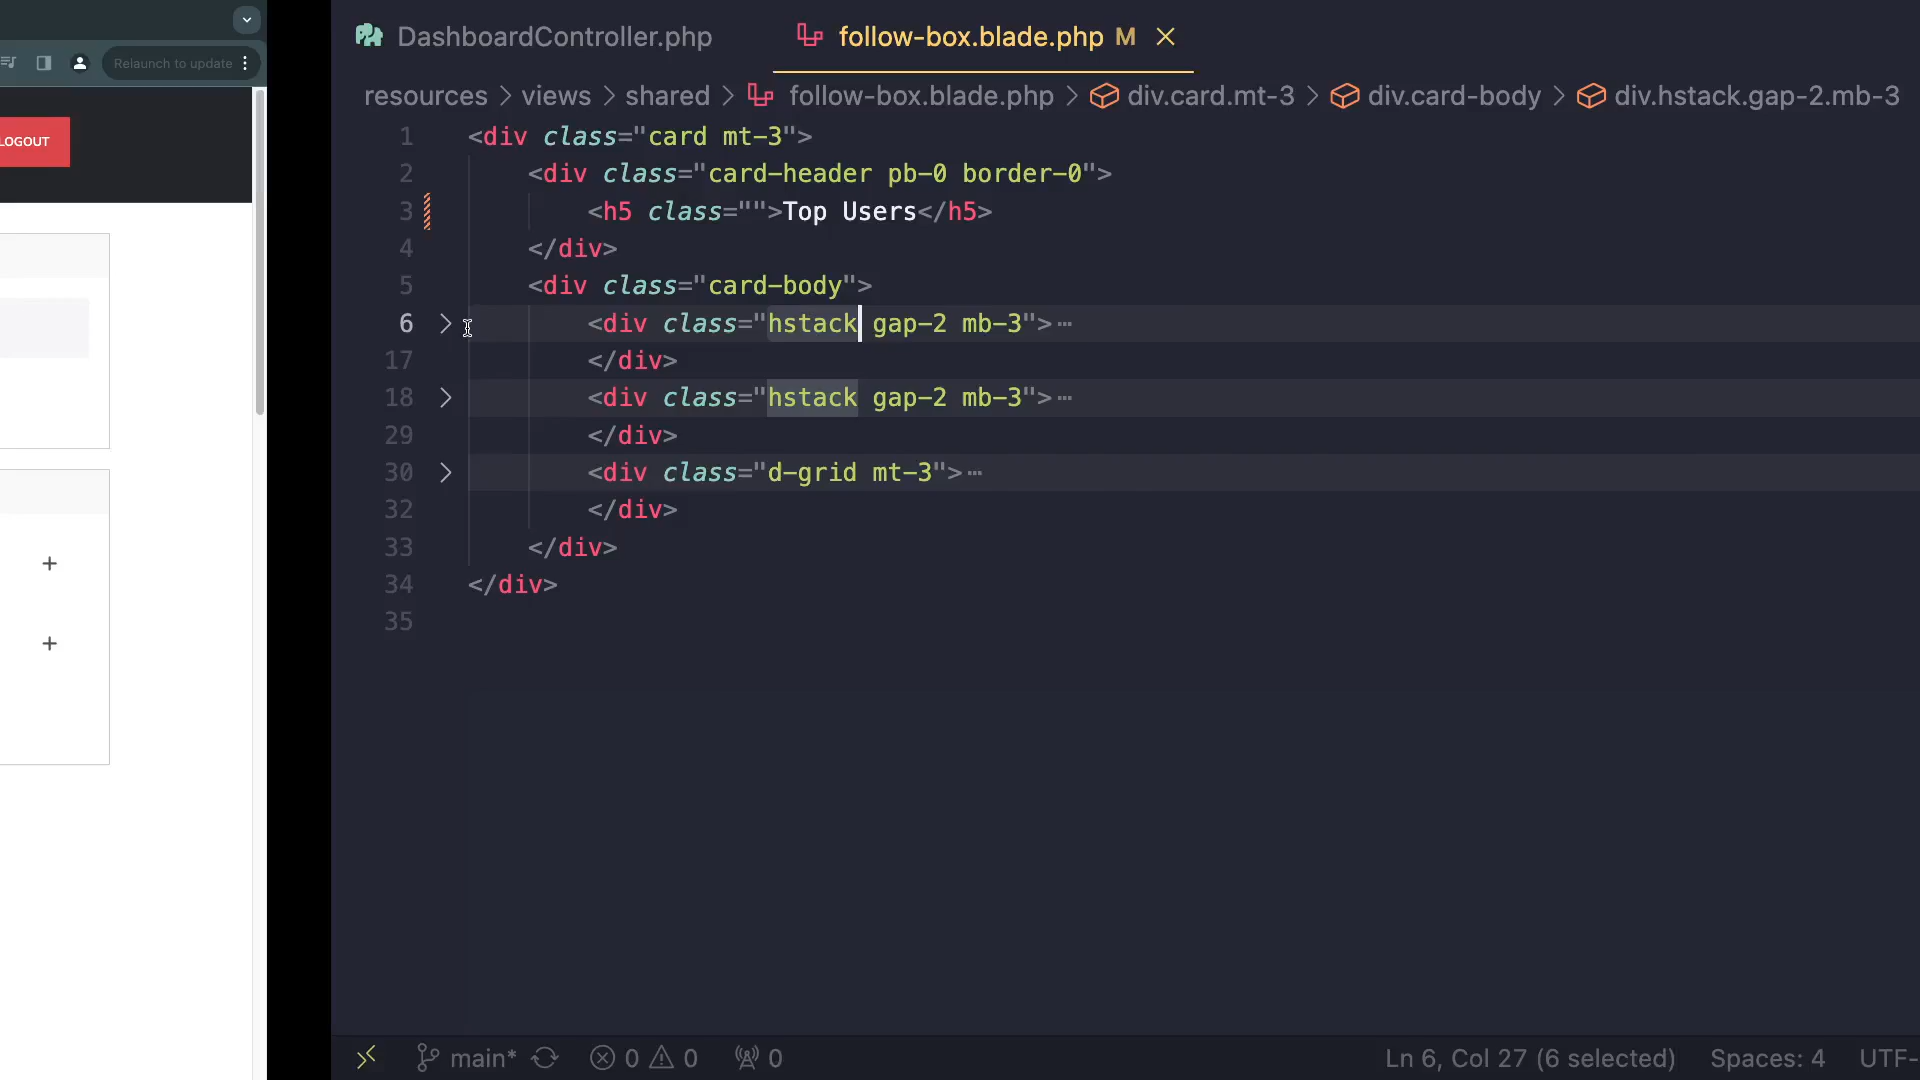 Relaunch to update
LOGOUT
+
+
DashboardController.php
follow-box.blade.php M
resources > views > shared > follow-box.blade.php > div.card.mt-3 > div.card-body > div.hstack.gap-2.mb-3
1 <div class="card mt-3">
2 <div class="card-header pb-0 border-0">
3 <h5 class="">Top Users</h5>
4 </div>
5 <div class="card-body">
6 <div class="hstack gap-2 mb-3">⋯
17 </div>
18 <div class="hstack gap-2 mb-3">⋯
29 </div>
30 <div class="d-grid mt-3">⋯
32 </div>
33 </div>
34 </div>
35
main* 0 0 0 Ln 6, Col 27 (6 selected) Spaces: 4 UTF-